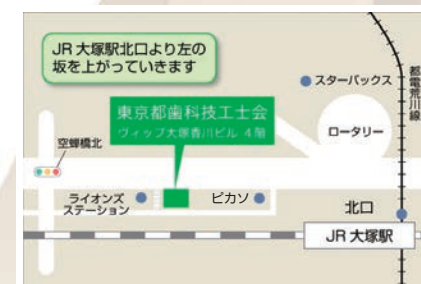 JR 大塚駅北口より左の
坂を上がっていきます
東京都歯科技工士会
ヴィップ大塚香川ビル 4階
スターバックス
都電荒川線
ロータリー
空蝉橋北
ライオンズ
ステーション
ピカソ
北口
JR 大塚駅